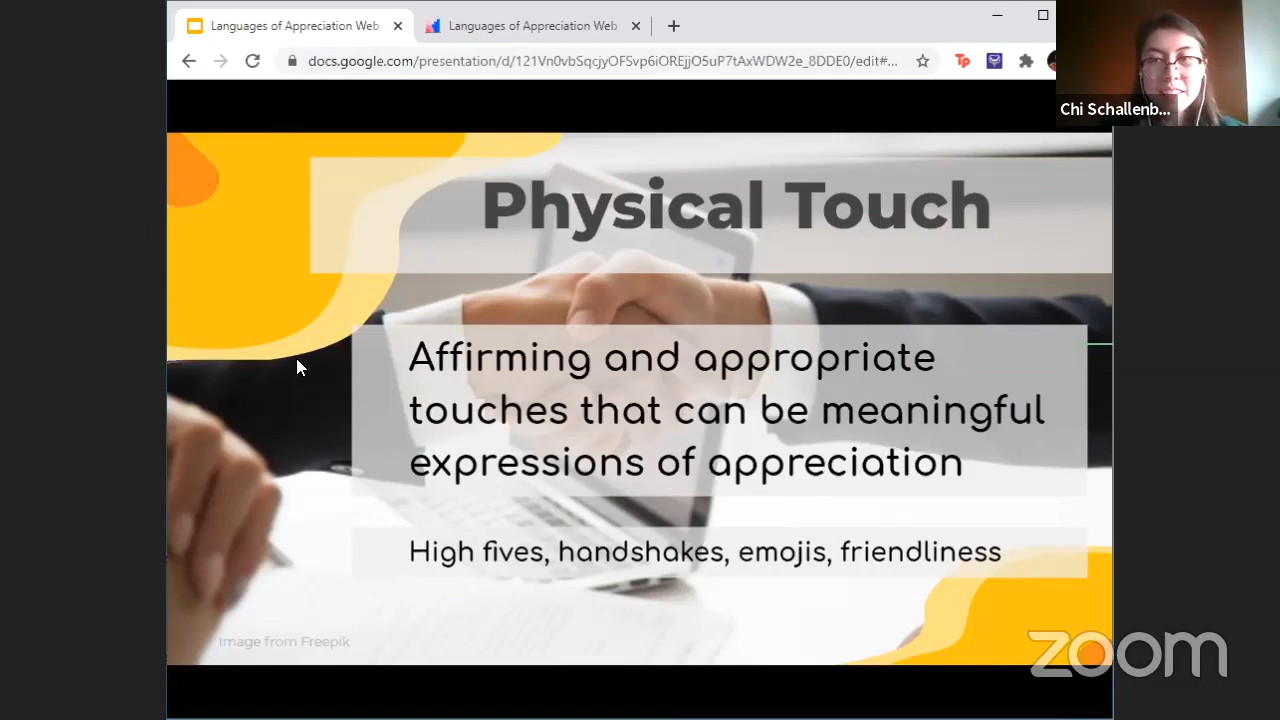 Languages of Appreciation Web
Languages of Appreciation Web
docs.google.com/presentation/d/121Vn0vbSqcjyOFSvp6iOREjjO5uP7tAxWDW2e_8DDE0/edit#...
Tp
Chi Schallenb...
Physical Touch
Affirming and appropriate
touches that can be meaningful
expressions of appreciation
High fives, handshakes, emojis, friendliness
Image from Freepik
zoom